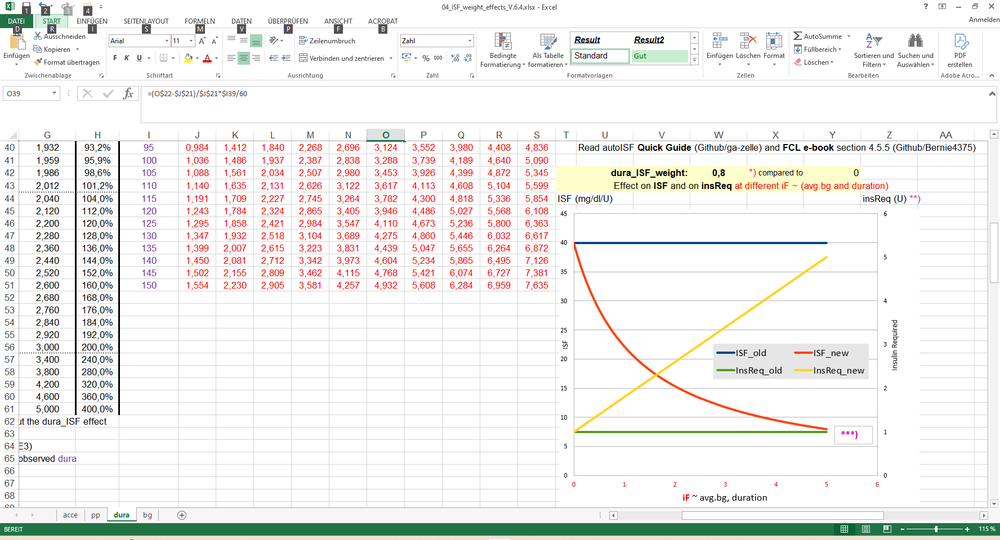 1 2 3 4
04_ISF_weight_effects_V.6.4.xlsx - Excel
?
DATEI START EINFÜGEN SEITENLAYOUT FORMELN DATEN ÜBERPRÜFEN ANSICHT ACROBAT
Anmelden
D R I S M V P F B
Einfügen
Ausschneiden
Kopieren
Format übertragen
Zwischenablage
Arial 11
F K U
Schriftart
Zeilenumbruch
Verbinden und zentrieren
Ausrichtung
Zahl
% 000
Zahl
Bedingte
Formatierung
Als Tabelle
formatieren
Result Result2
Standard Gut
Formatvorlagen
Einfügen Löschen Format
Zellen
AutoSumme
Füllbereich
Löschen
Sortieren und
Filtern
Suchen und
Auswählen
Bearbeiten
PDF
erstellen
Adobe Acro...
O39
fx
=(O$22-$J$21)/$J$21*$I39/60
G H I J K L M N O P Q R S T U V W X Y Z AA
40 1,932 93,2% 95 0,984 1,412 1,840 2,268 2,696 3,124 3,552 3,980 4,408 4,836 Read autoISF Quick Guide (Github/ga-zelle) and FCL e-book section 4.5.5 (Github/Bernie4375)
41 1,959 95,9% 100 1,036 1,486 1,937 2,387 2,838 3,288 3,739 4,189 4,640 5,090
42 1,986 98,6% 105 1,088 1,561 2,034 2,507 2,980 3,453 3,926 4,399 4,872 5,345 dura_ISF_weight: 0,8 *) compared to 0
43 2,012 101,2% 110 1,140 1,635 2,131 2,626 3,122 3,617 4,113 4,608 5,104 5,599 Effect on ISF and on insReq at different iF ~ (avg.bg and duration)
44 2,040 104,0% 115 1,191 1,709 2,227 2,745 3,264 3,782 4,300 4,818 5,336 5,854 ISF (mg/dl/U) insReq (U) **)
45 2,120 112,0% 120 1,243 1,784 2,324 2,865 3,405 3,946 4,486 5,027 5,568 6,108
46 2,200 120,0% 125 1,295 1,858 2,421 2,984 3,547 4,110 4,673 5,236 5,800 6,363
47 2,280 128,0% 130 1,347 1,932 2,518 3,104 3,689 4,275 4,860 5,446 6,032 6,617
48 2,360 136,0% 135 1,399 2,007 2,615 3,223 3,831 4,439 5,047 5,655 6,264 6,872
49 2,440 144,0% 140 1,450 2,081 2,712 3,342 3,973 4,604 5,234 5,865 6,495 7,126
50 2,520 152,0% 145 1,502 2,155 2,809 3,462 4,115 4,768 5,421 6,074 6,727 7,381
51 2,600 160,0% 150 1,554 2,230 2,905 3,581 4,257 4,932 5,608 6,284 6,959 7,635
52 2,680 168,0%
53 2,760 176,0%
54 2,840 184,0%
55 2,920 192,0%
56 3,000 200,0%
57 3,400 240,0%
58 3,800 280,0%
59 4,200 320,0%
60 4,600 360,0%
61 5,000 400,0%
62 ut the dura_ISF effect
63
64 E3)
65 observed dura
66
67
68
45
40
35
30
25
20
15
10
5
0
ISF
6
5
4
3
2
1
0
Insulin Required
ISF_old ISF_new
InsReq_old InsReq_new
***)
0 1 2 3 4 5 6
iF ~ avg.bg, duration
acce pp dura bg
BEREIT
115 %